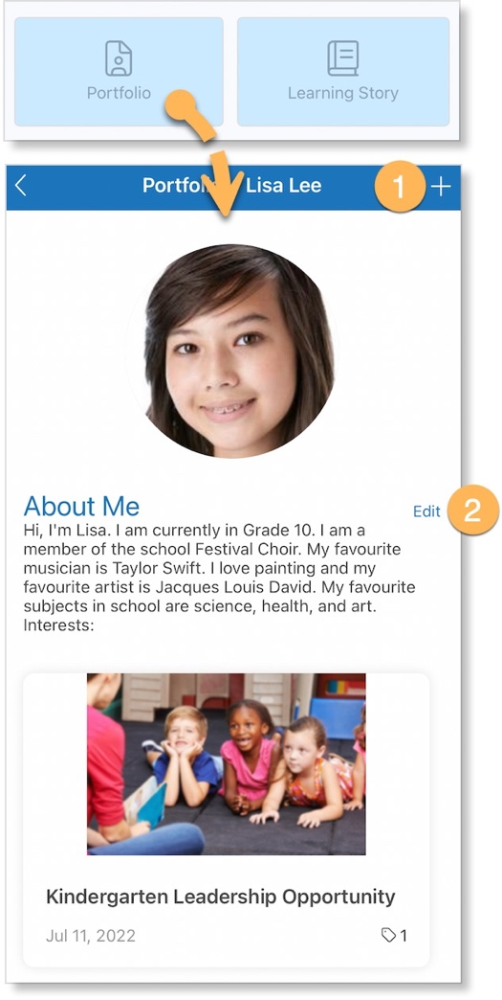 Portfolio
Learning Story
Portfo Lisa Lee
1
About Me
Edit
2
Hi, I'm Lisa. I am currently in Grade 10. I am a
member of the school Festival Choir. My favourite
musician is Taylor Swift. I love painting and my
favourite artist is Jacques Louis David. My favourite
subjects in school are science, health, and art.
Interests:
Kindergarten Leadership Opportunity
Jul 11, 2022
1